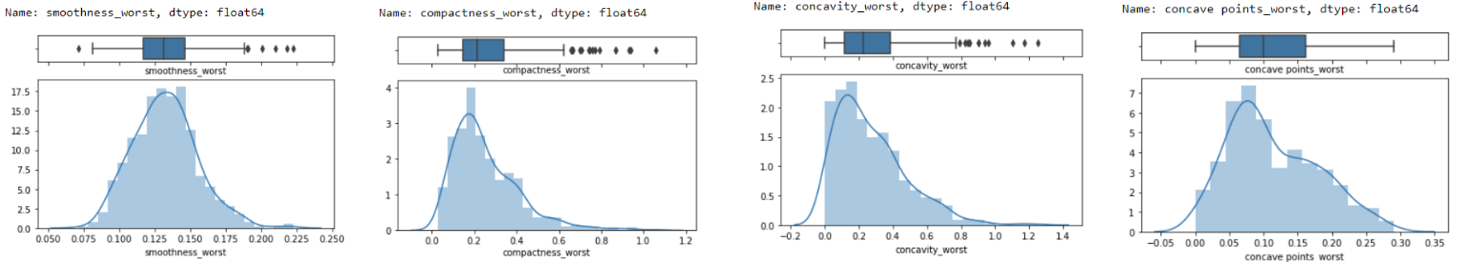 Name: smoothness_worst, dtype: float64
smoothness_worst
17.5
15.0
12.5
10.0
7.5
5.0
2.5
0.0
0.050 0.075 0.100 0.125 0.150 0.175 0.200 0.225 0.250
smoothness_worst
Name: compactness_worst, dtype: float64
compactness_worst
4
3
2
1
0
0.0 0.2 0.4 0.6 0.8 1.0 1.2
compactness_worst
Name: concavity_worst, dtype: float64
concavity_worst
2.5
2.0
1.5
1.0
0.5
0.0
−0.2 0.0 0.2 0.4 0.6 0.8 1.0 1.2 1.4
concavity_worst
Name: concave points_worst, dtype: float64
concave points_worst
7
6
5
4
3
2
1
0
−0.05 0.00 0.05 0.10 0.15 0.20 0.25 0.30 0.35
concave points_worst